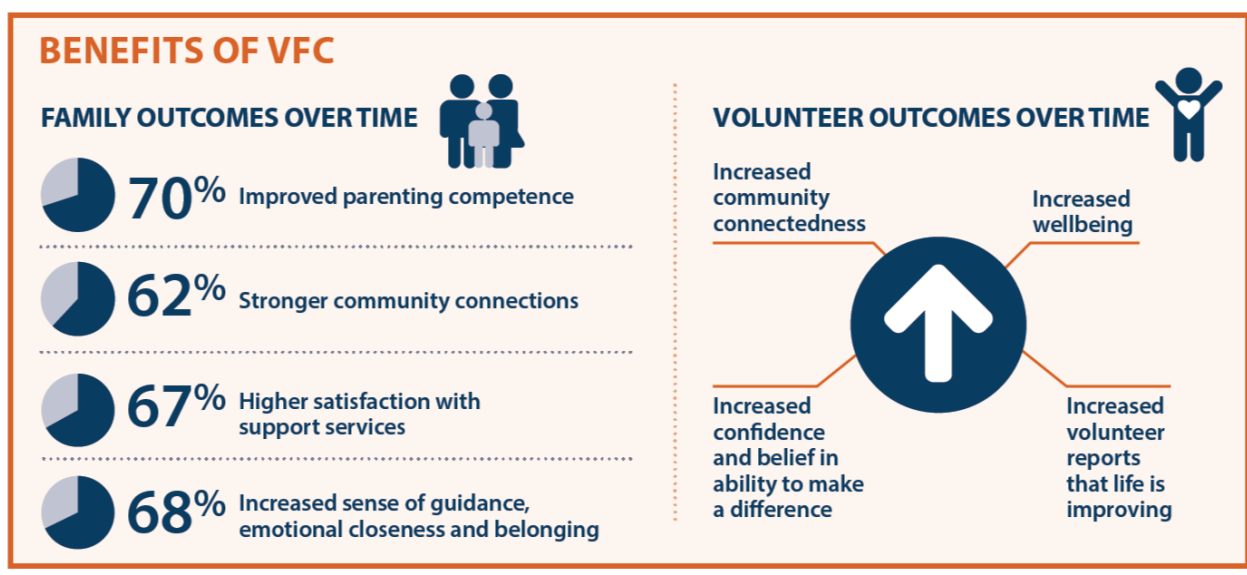 BENEFITS OF VFC
FAMILY OUTCOMES OVER TIME
70% Improved parenting competence
62% Stronger community connections
67% Higher satisfaction with
support services
68% Increased sense of guidance,
emotional closeness and belonging
VOLUNTEER OUTCOMES OVER TIME
Increased
community
connectedness
Increased
wellbeing
Increased
confidence
and belief in
ability to make
a difference
Increased
volunteer
reports
that life is
improving